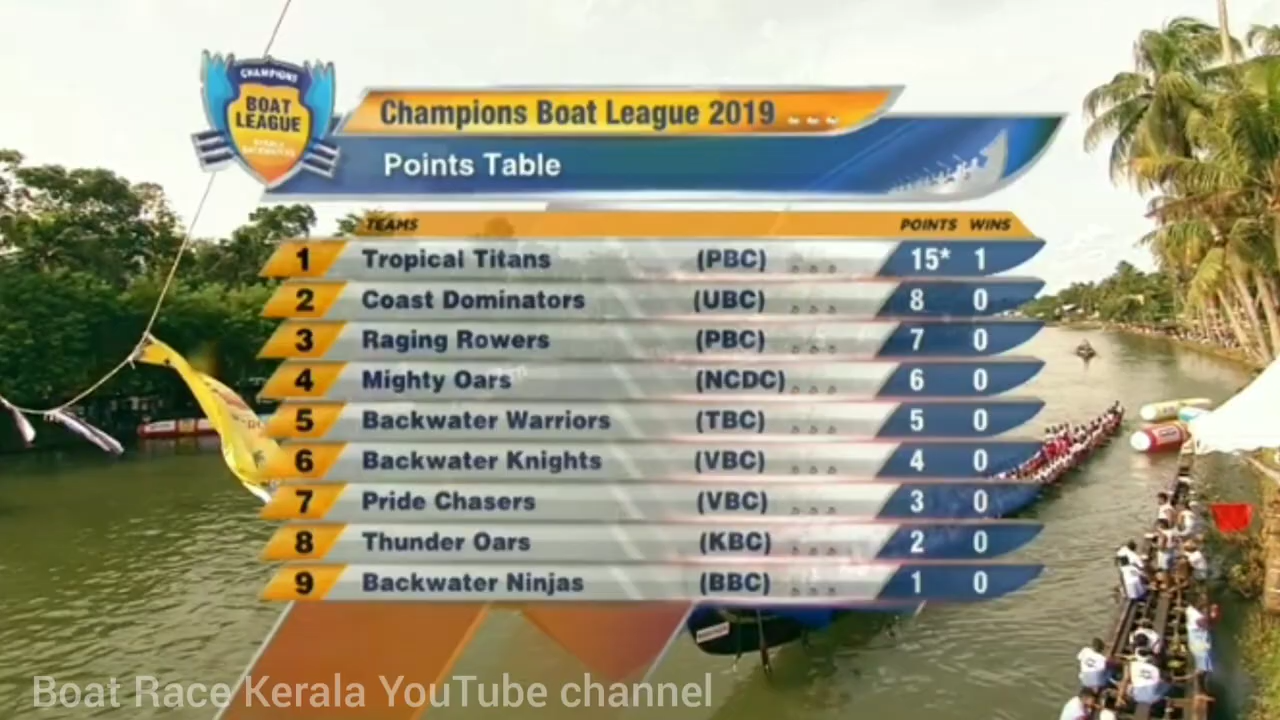 CHAMPIONS
BOAT
LEAGUE
Champions Boat League 2019
Points Table
TEAMS POINTS WINS
1 Tropical Titans (PBC) 15* 1
2 Coast Dominators (UBC) 8 0
3 Raging Rowers (PBC) 7 0
4 Mighty Oars (NCDC) 6 0
5 Backwater Warriors (TBC) 5 0
6 Backwater Knights (VBC) 4 0
7 Pride Chasers (VBC) 3 0
8 Thunder Oars (KBC) 2 0
9 Backwater Ninjas (BBC) 1 0
Boat Race Kerala YouTube channel